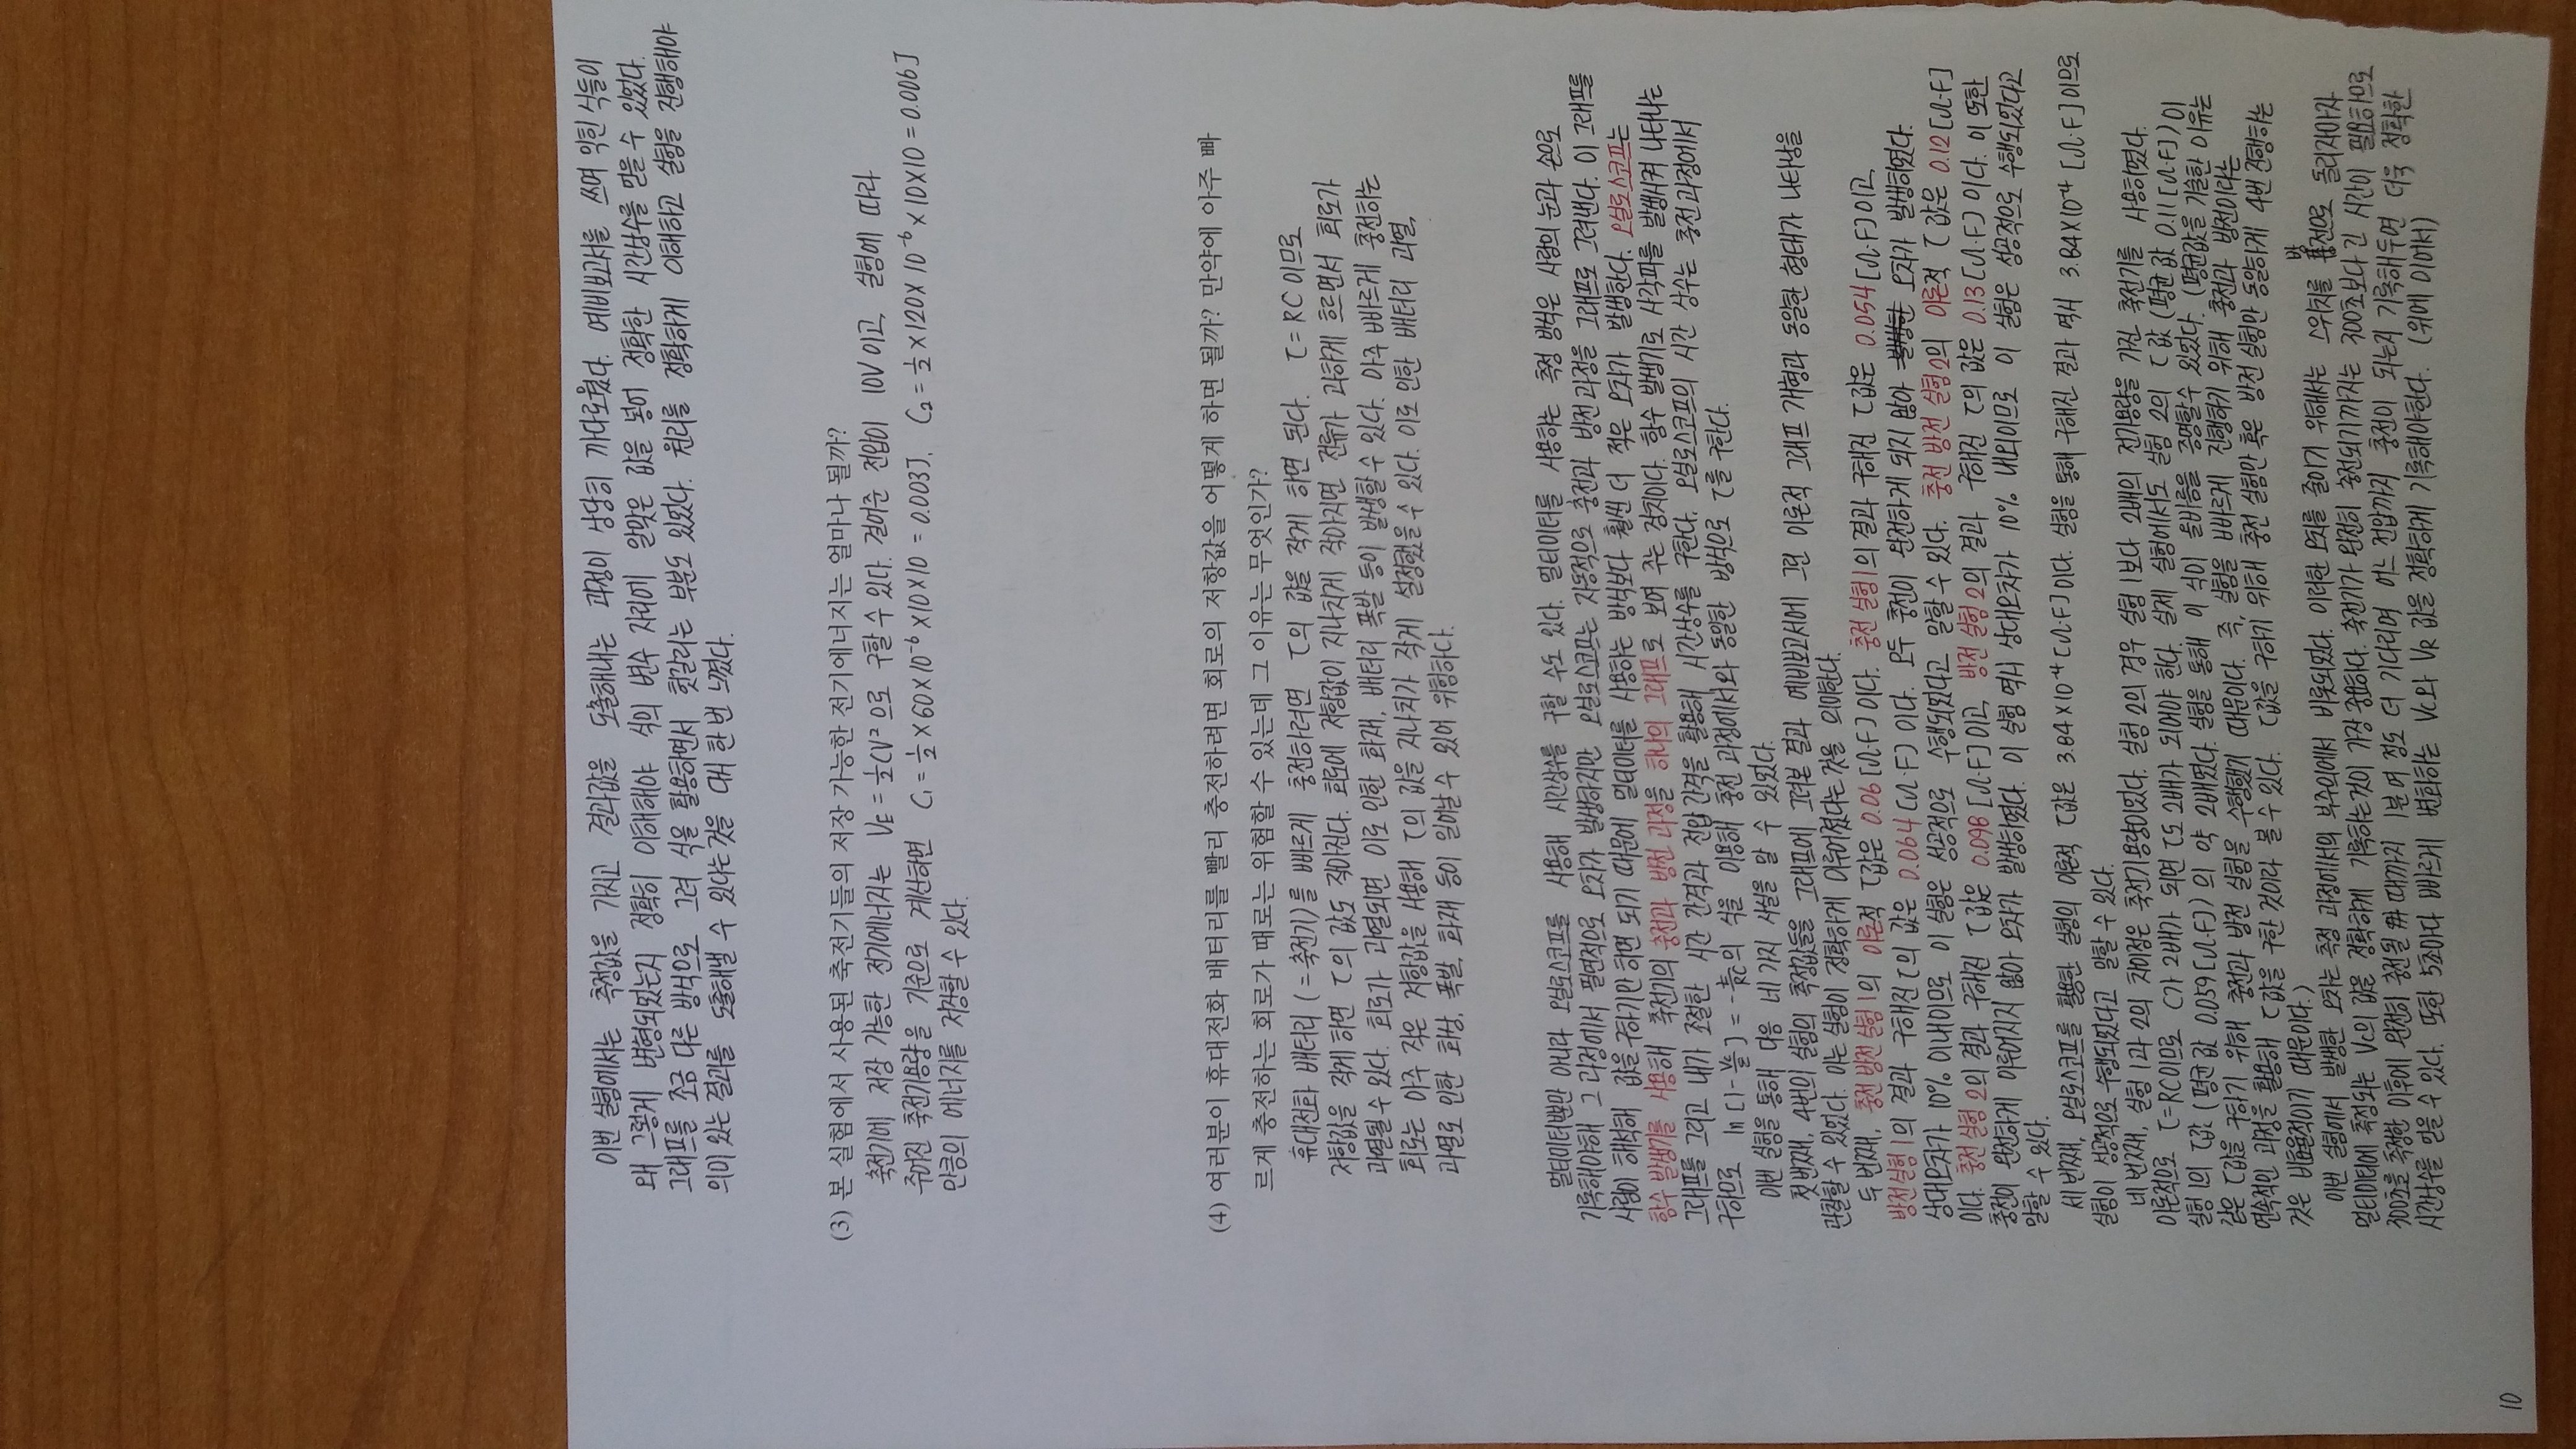 이번 실험에서는 측정값을 가지고 결과값을 도출해내는 과정이 상당히 까다로웠다. 예비보고서를 쓰며 익힌 식들이
왜 그렇게 변형되었는지 정확히 이해해야 식의 변수 자리에 알맞은 값을 넣어 정확한 시간상수를 얻을 수 있었다.
그래프를 조금 다른 방식으로 그려 식을 활용하면서 헷갈리는 부분도 있었다. 원리를 정확하게 이해하고 실험을 진행해야
의미 있는 결과를 도출해낼 수 있다는 것을 다시 한 번 느꼈다.
(3) 본 실험에서 사용된 축전기들의 저장 가능한 전기에너지는 얼마나 될까?
축전기에 저장 가능한 전기에너지는 VE = ½CV² 으로 구할 수 있다. 걸어준 전압이 10V 이고, 실험에 따라
주어진 축전기용량을 기준으로 계산하면 C₁ = ½ × 60 × 10⁻⁶ × 10 × 10 = 0.003J, C₂ = ½ × 120 × 10⁻⁶ × 10 × 10 = 0.006J
만큼의 에너지를 저장할 수 있다.
(4) 여러분이 휴대전화 배터리를 빨리 충전하려면 회로의 저항값을 어떻게 하면 될까? 만약에 아주 빠
르게 충전하는 회로가 때로는 위험할 수 있는데 그 이유는 무엇인가?
휴대전화 배터리 (=축전기)를 빠르게 충전하려면 τ의 값을 작게 하면 된다. τ=RC 이므로
저항값을 작게 하면 τ의 값도 작아진다. 회로에 저항값이 지나치게 작아지면 전류가 과하게 흐르면서 회로가
과열될 수 있다. 회로가 과열되면 이로 인한 화재, 배터리 폭발 등이 발생할 수 있다. 아주 빠르게 충전하는
회로는 아주 작은 저항값을 사용해 τ의 값을 지나치게 작게 설정했을 수 있다. 이로 인한 배터리 과열,
과열로 인한 화상, 폭발, 화재 등이 일어날 수 있어 위험하다.
멀티미터뿐만 아니라 오실로스코프를 사용해 시간상수를 구할 수도 있다. 멀티미터를 사용하는 측정 방식은 사람의 눈과 손으로
기록해야해 그 과정에서 필연적으로 오차가 발생하지만 오실로스코프는 자동적으로 충전과 방전 과정을 그래프로 그려낸다. 이 그래프를
사람이 해석해 값을 구하기만 하면 되기 때문에 멀티미터를 사용하는 방식보다 훨씬 더 적은 오차가 발생한다. 오실로스코프는
함수 발생기를 사용해 축전기의 충전과 방전 과정을 하나의 그래프로 보여 주는 장치이다. 함수 발생기로 사각파를 발생시켜 나타나는
그래프를 그리고 내가 조절한 시간 간격과 전압 간격을 활용해 시간상수를 구한다. 오실로스코프의 시간 상수는 충전 과정에서
구하므로 ln[1-Vc/E] = -t/RC의 식을 이용해 충전 과정에서와 동일한 방식으로 τ를 구한다.
이번 실험을 통해 다음 네 가지 사실을 알 수 있었다.
첫 번째, 4번의 실험의 측정값들을 그래프에 그려본 결과 예비보고서에 그린 이론적 그래프 개형과 동일한 형태가 나타남을
관찰할 수 있었다. 이는 실험이 정확하게 이루어졌다는 것을 의미한다.
두 번째, 충전 방전 실험1의 이론적 τ값은 0.06 [Ω·F] 이다. 충전 실험1의 결과 구해진 τ값은 0.054 [Ω·F]이고,
방전실험1의 결과 구해진 τ의 값은 0.064[Ω·F] 이다. 모두 충전이 완전하게 되지 않아 발생한 오차가 발생하였다.
상대오차가 10% 이내이므로 이 실험은 성공적으로 수행되었다고 말할 수 있다. 충전 방전 실험2의 이론적 τ값은 0.12 [Ω·F]
이다. 충전 실험2의 결과 구해진 τ값은 0.098 [Ω·F]이고, 방전 실험2의 결과 구해진 τ의 값은 0.13[Ω·F] 이다. 이 또한
충전이 완전하게 이루어지지 않아 오차가 발생하였다. 이 실험 역시 상대오차가 10% 내외이므로 이 실험은 성공적으로 수행되었다고
말할 수 있다.
세 번째, 오실로스코프를 활용한 실험의 이론적 τ값은 3.84×10⁻⁴[Ω·F]이다. 실험을 통해 구해진 결과 역시 3.84×10⁻⁴ [Ω·F]이므로
실험이 성공적으로 수행되었다고 말할 수 있다.
네 번째, 실험 1과 2의 차이점은 축전기용량이었다. 실험 2의 경우 실험 1보다 2배의 전기용량을 가진 축전기를 사용하였다.
이론적으로 τ=RC이므로 C가 2배가 되면 τ도 2배가 되어야 한다. 실제 실험에서도 실험 2의 τ값 (평균값 0.11[Ω·F])이
실험 1의 τ값 (평균값 0.059[Ω·F])의 약 2배였다. 실험을 통해 이 식이 올바름을 증명할 수 있었다. (평균값을 기술한 이유는
같은 τ값을 구하기 위해 충전과 방전 실험을 수행했기 때문이다. 즉, 실험을 빠르게 진행하기 위해 충전과 방전이라는
연속적인 과정을 활용해 τ값을 구한 것이라 볼 수 있다. τ값을 구하기 위해 충전 실험만 혹은 방전 실험만 동일하게 4번 진행하는
것은 비효율적이기 때문이다.)
이번 실험에서 발생한 오차는 측정 과정에서의 부주의에서 비롯되었다. 이러한 오차를 줄이기 위해서는 스위치를 방전으로 돌리자마자
멀티미터에 측정되는 Vc의 값을 정확하게 기록하는것이 가장 중요하다. 축전기가 완전히 충전되기까지는 300초보다 긴 시간이 필요하므로
300초를 측정한 이후에 완전히 충전될 때까지 1분여 정도 더 기다리며 어느 전압까지 충전이 되는지 기록해두면 더욱 정확한
시간상수를 얻을 수 있다. 또한 5초마다 빠르게 변화하는 Vc와 VR 값을 정확하게 기록해야한다. (위에 이어서)
10